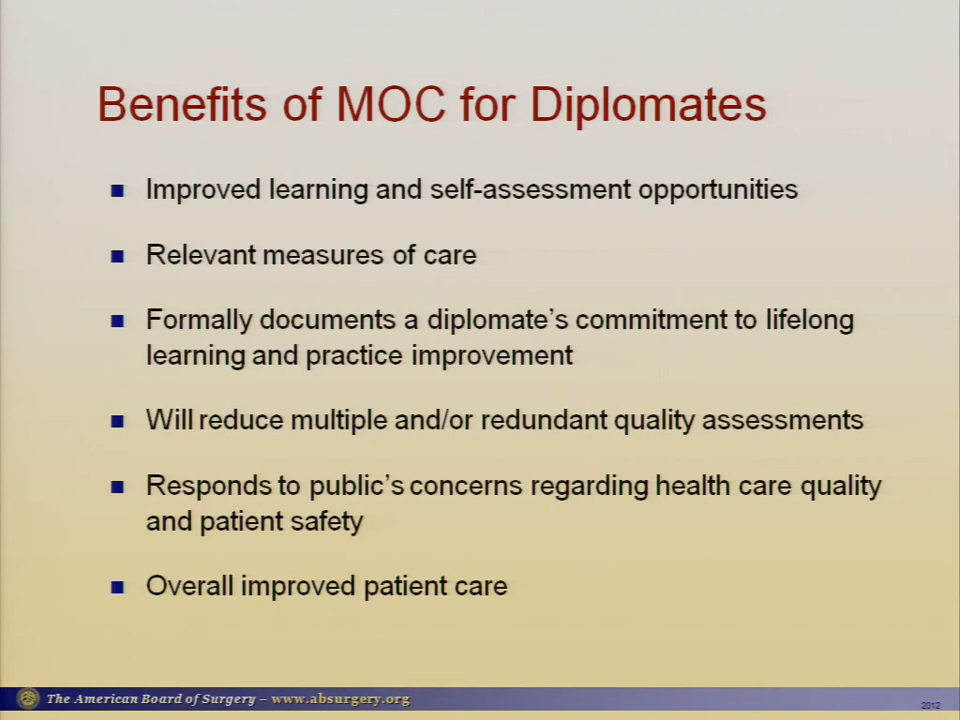 Benefits of MOC for Diplomates
Improved learning and self-assessment opportunities
Relevant measures of care
Formally documents a diplomate's commitment to lifelong
learning and practice improvement
Will reduce multiple and/or redundant quality assessments
Responds to public's concerns regarding health care quality
and patient safety
Overall improved patient care
The American Board of Surgery – www.absurgery.org
2012